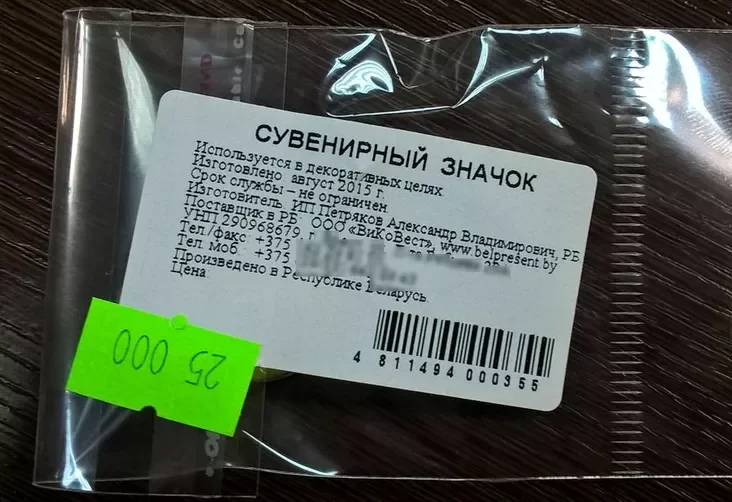 СУВЕНИРНЫЙ ЗНАЧОК
Используется в декоративных целях.
Изготовлено август 2015 г.
Срок службы – не ограничен
Изготовитель ИП Петряков Александр Владимирович, РБ
Поставщик в РБ ООО «ВиКоВест», www.belpresent.by
УНП 290968679, г.
Тел./факс: +375
Тел. моб.: +375
Произведено в Республике Беларусь.
Цена
4 811494 000355
25 000